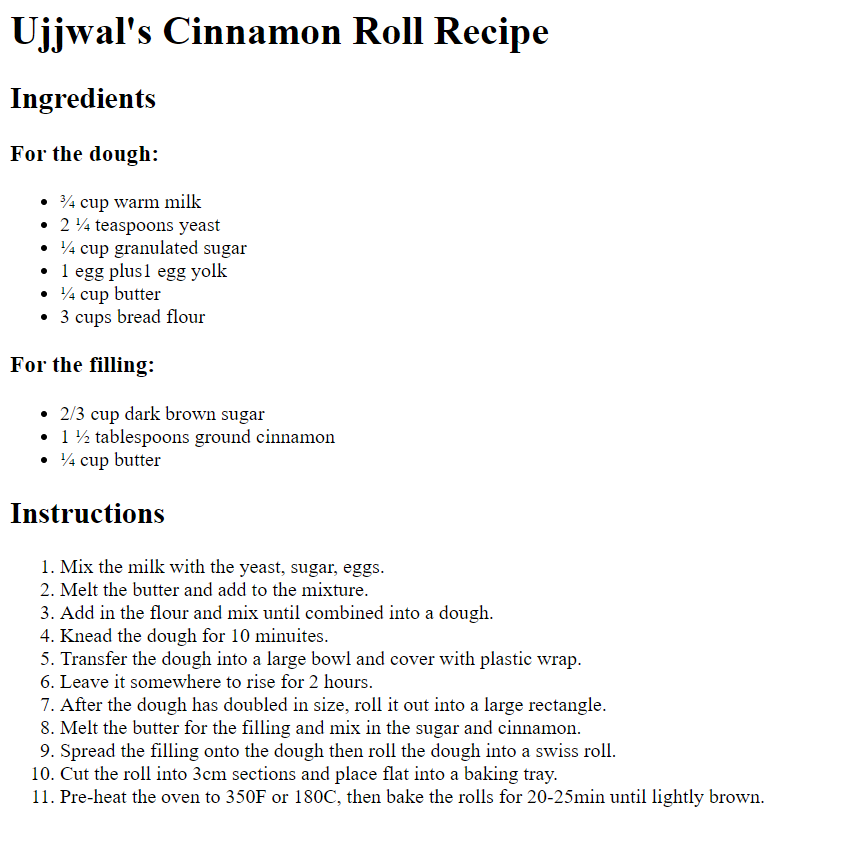 Ujjwal's Cinnamon Roll Recipe
Ingredients
For the dough:
• ¾ cup warm milk
• 2 ¼ teaspoons yeast
• ¼ cup granulated sugar
• 1 egg plus1 egg yolk
• ¼ cup butter
• 3 cups bread flour
For the filling:
• 2/3 cup dark brown sugar
• 1 ½ tablespoons ground cinnamon
• ¼ cup butter
Instructions
1. Mix the milk with the yeast, sugar, eggs.
2. Melt the butter and add to the mixture.
3. Add in the flour and mix until combined into a dough.
4. Knead the dough for 10 minuites.
5. Transfer the dough into a large bowl and cover with plastic wrap.
6. Leave it somewhere to rise for 2 hours.
7. After the dough has doubled in size, roll it out into a large rectangle.
8. Melt the butter for the filling and mix in the sugar and cinnamon.
9. Spread the filling onto the dough then roll the dough into a swiss roll.
10. Cut the roll into 3cm sections and place flat into a baking tray.
11. Pre-heat the oven to 350F or 180C, then bake the rolls for 20-25min until lightly brown.